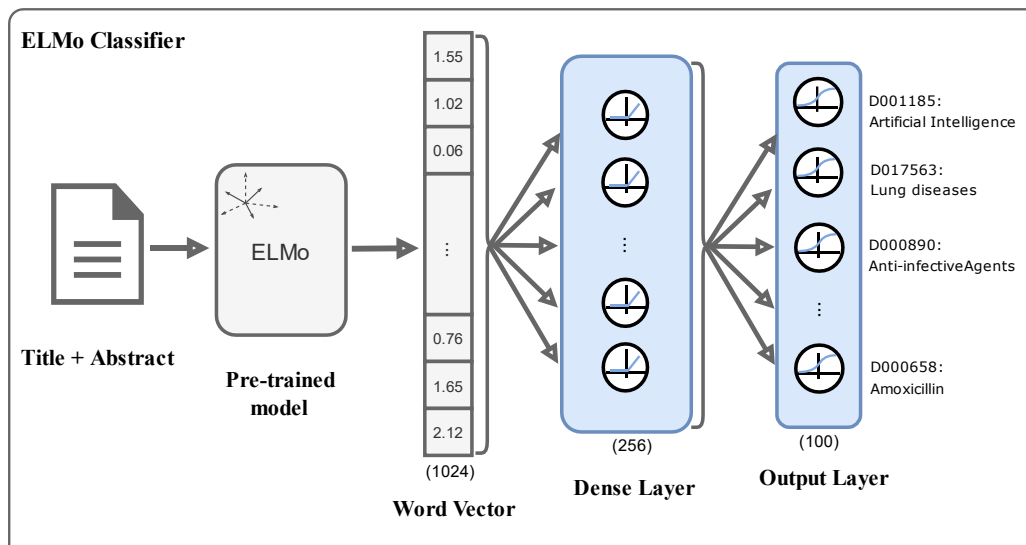 ELMo Classifier
Title + Abstract
ELMo
Pre-trained
model
1.55
1.02
0.06
...
0.76
1.65
2.12
(1024)
Word Vector
...
(256)
Dense Layer
...
(100)
Output Layer
D001185:
Artificial Intelligence
D017563:
Lung diseases
D000890:
Anti-infectiveAgents
D000658:
Amoxicillin